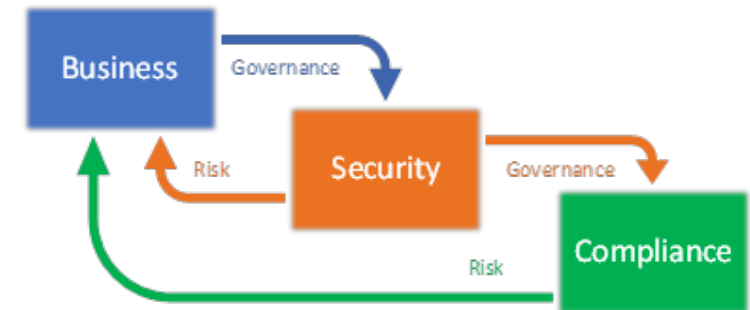 Business
Governance
Security
Risk
Governance
Compliance
Risk